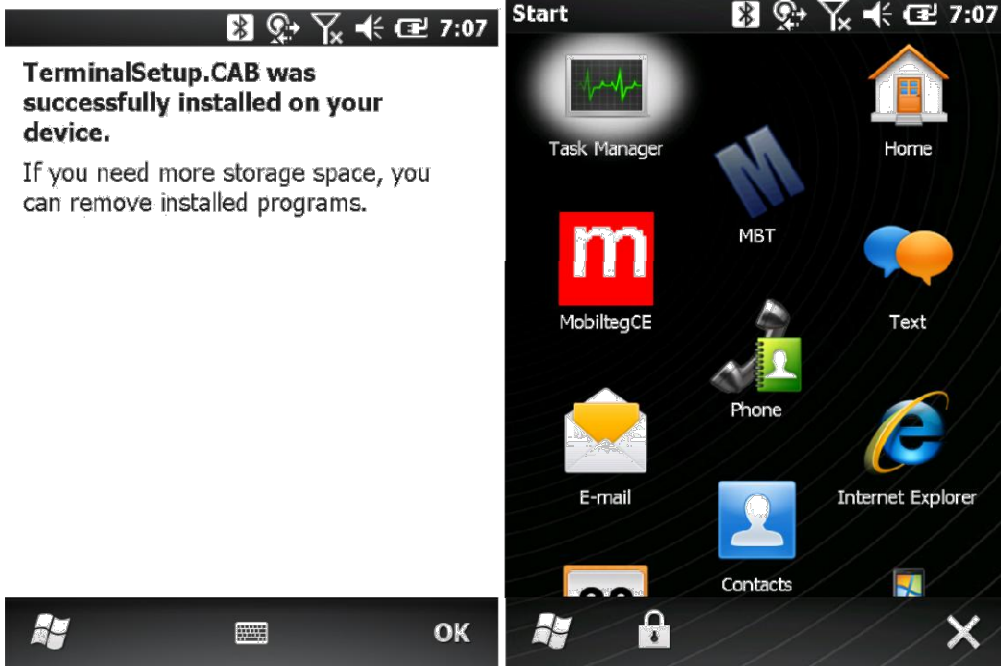 7:07
TerminalSetup.CAB was
successfully installed on your
device.
If you need more storage space, you
can remove installed programs.
OK
Start
7:07
Task Manager
Home
MBT
MobiltegCE
Text
Phone
E-mail
Internet Explorer
Contacts